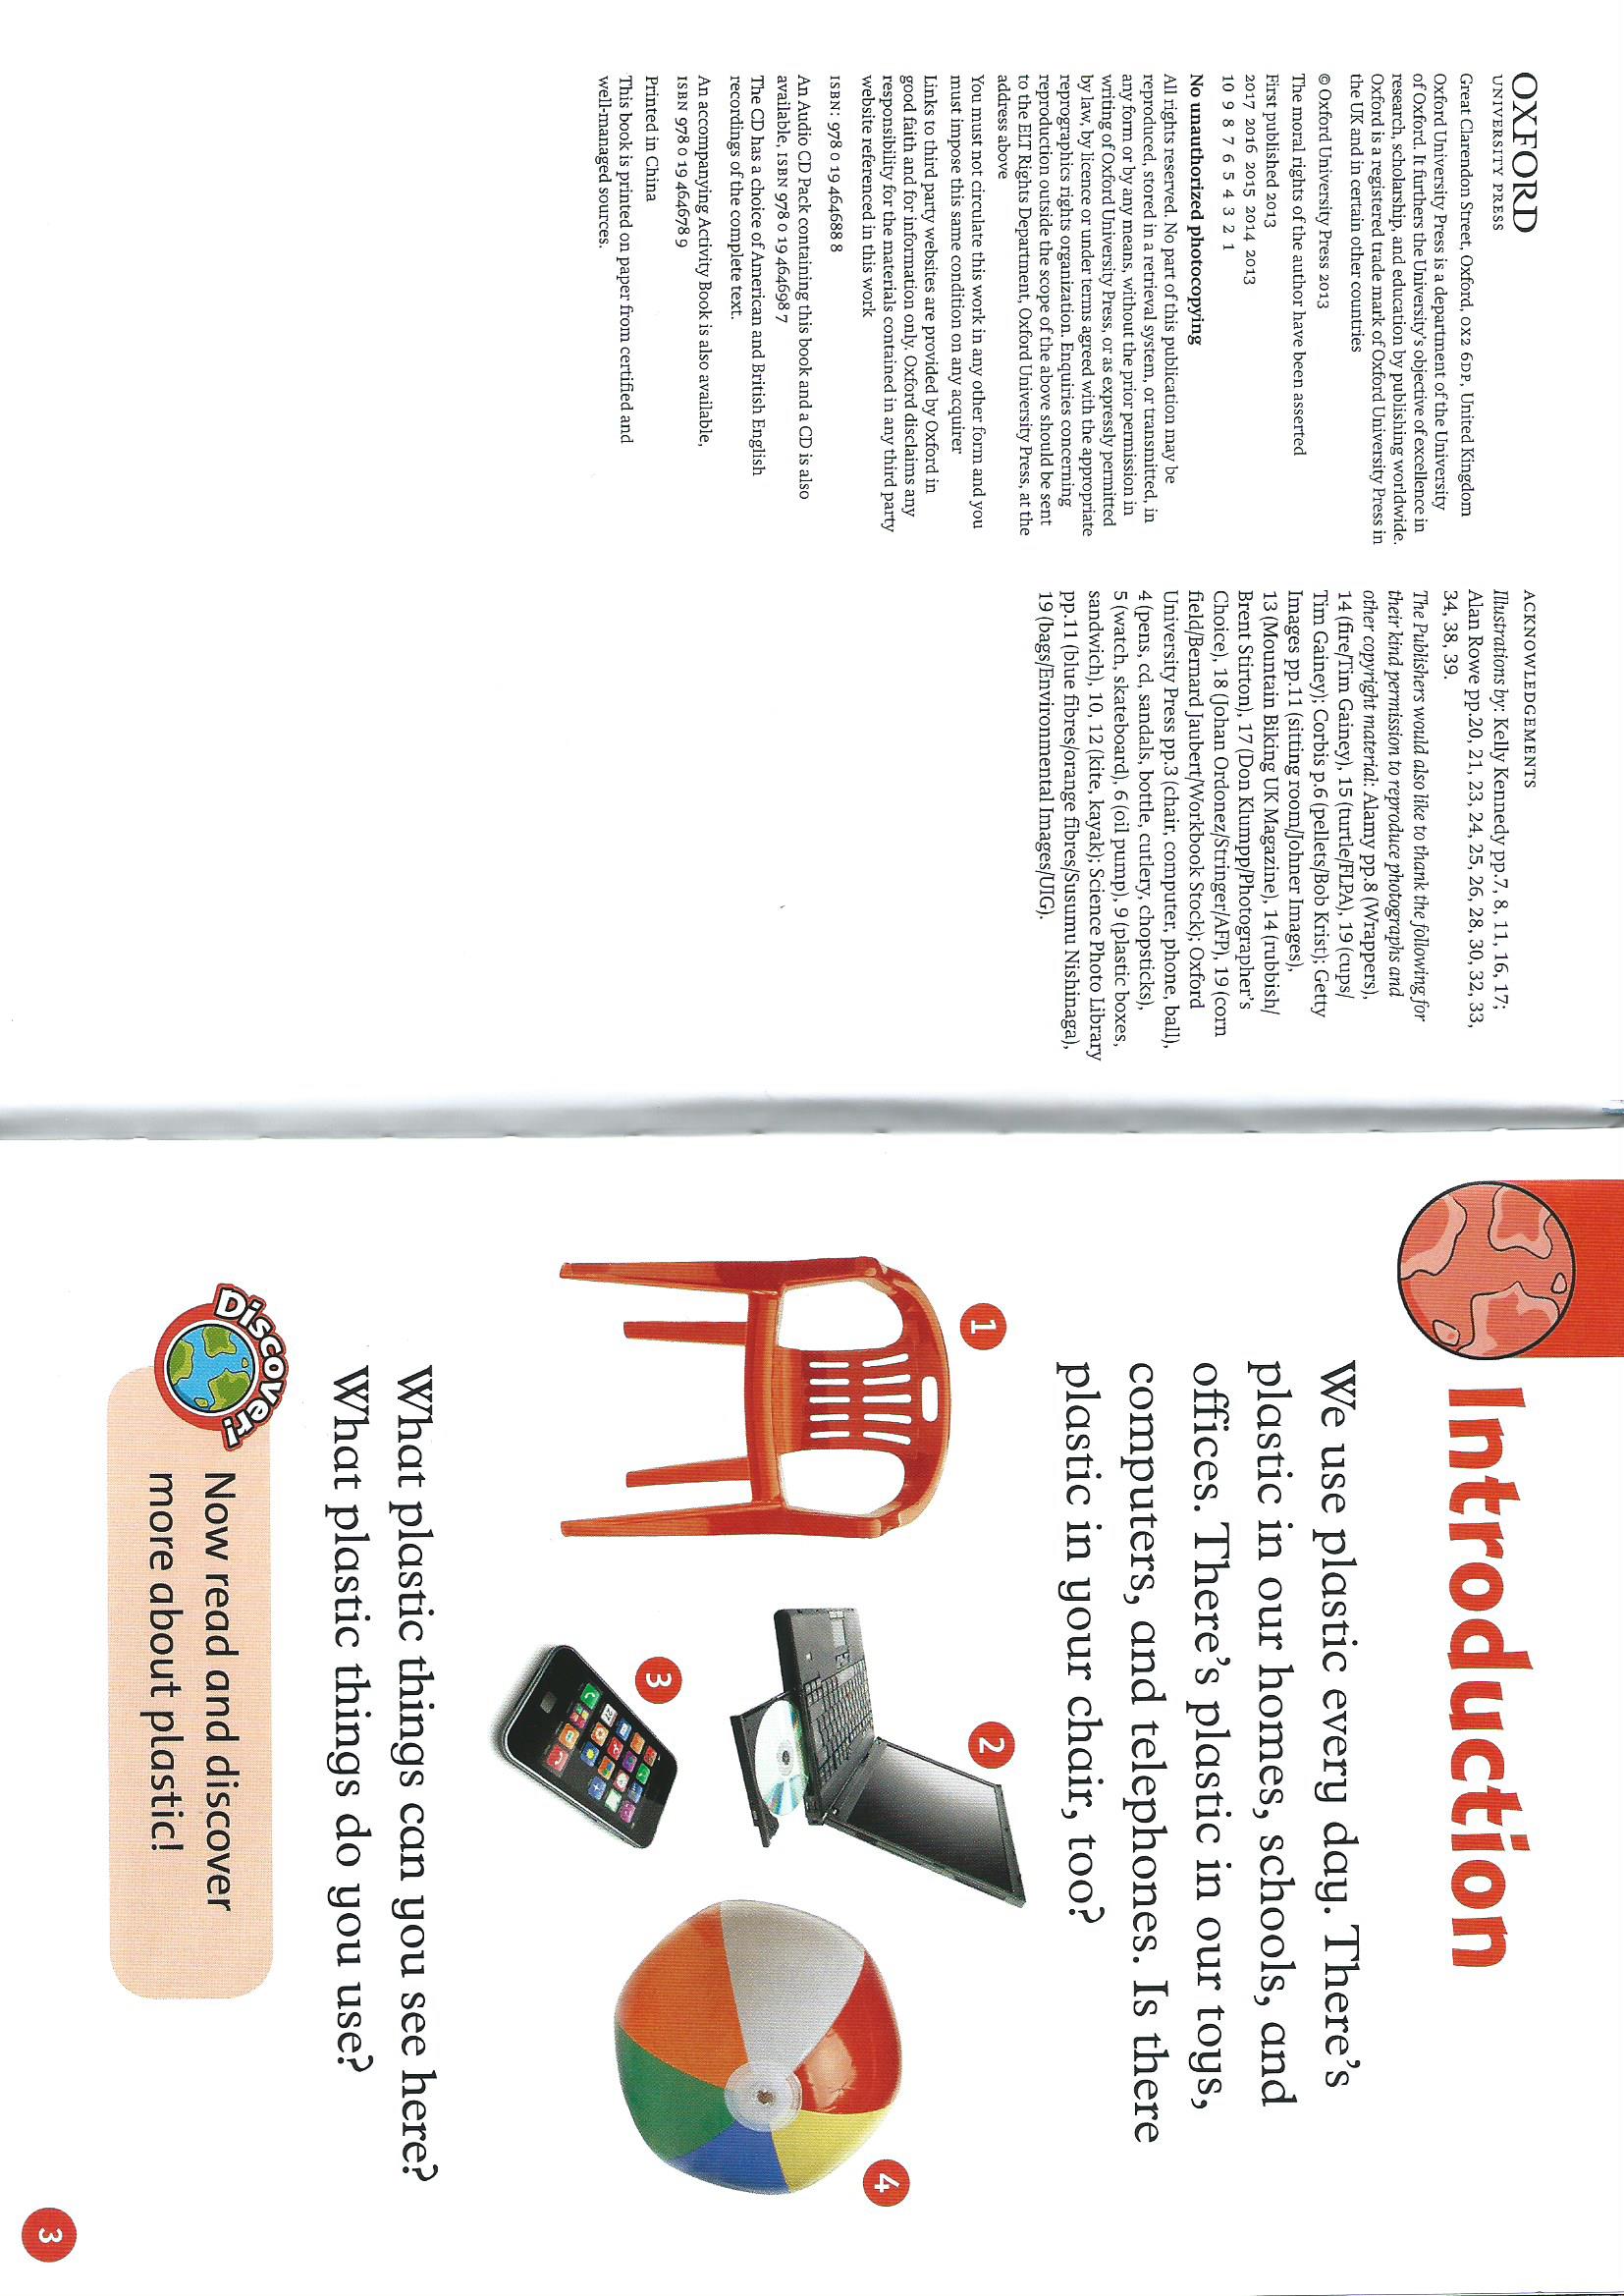 OXFORD
UNIVERSITY PRESS
Great Clarendon Street, Oxford, OX2 6DP, United Kingdom
Oxford University Press is a department of the University
of Oxford. It furthers the University's objective of excellence in
research, scholarship, and education by publishing worldwide.
Oxford is a registered trade mark of Oxford University Press in
the UK and in certain other countries
© Oxford University Press 2013
The moral rights of the author have been asserted
First published 2013
2017 2016 2015 2014 2013
10 9 8 7 6 5 4 3 2 1
No unauthorized photocopying
All rights reserved. No part of this publication may be
reproduced, stored in a retrieval system, or transmitted, in
any form or by any means, without the prior permission in
writing of Oxford University Press, or as expressly permitted
by law, by licence or under terms agreed with the appropriate
reprographics rights organization. Enquiries concerning
reproduction outside the scope of the above should be sent
to the ELT Rights Department, Oxford University Press, at the
address above
You must not circulate this work in any other form and you
must impose this same condition on any acquirer
Links to third party websites are provided by Oxford in
good faith and for information only. Oxford disclaims any
responsibility for the materials contained in any third party
website referenced in this work
ISBN: 978 0 19 464688 8
An Audio CD Pack containing this book and a CD is also
available, ISBN 978 0 19 464698 7
The CD has a choice of American and British English
recordings of the complete text.
An accompanying Activity Book is also available,
ISBN 978 0 19 464678 9
Printed in China
This book is printed on paper from certified and
well-managed sources.
ACKNOWLEDGEMENTS
Illustrations by: Kelly Kennedy pp.7, 8, 11, 16, 17;
Alan Rowe pp.20, 21, 23, 24, 25, 26, 28, 30, 32, 33,
34, 38, 39.
The Publishers would also like to thank the following for
their kind permission to reproduce photographs and
other copyright material: Alamy pp.8 (Wrappers),
14 (fire/Tim Gainey), 15 (turtle/FLPA), 19 (cups/
Tim Gainey); Corbis p.6 (pellets/Bob Krist); Getty
Images pp.11 (sitting room/Johner Images),
13 (Mountain Biking UK Magazine), 14 (rubbish/
Brent Stirton), 17 (Don Klumpp/Photographer's
Choice), 18 (Johan Ordonez/Stringer/AFP), 19 (corn
field/Bernard Jaubert/Workbook Stock); Oxford
University Press pp.3 (chair, computer, phone, ball),
4 (pens, cd, sandals, bottle, cutlery, chopsticks),
5 (watch, skateboard), 6 (oil pump), 9 (plastic boxes,
sandwich), 10, 12 (kite, kayak); Science Photo Library
pp.11 (blue fibres/orange fibres/Susumu Nishinaga),
19 (bags/Environmental Images/UIG).
Introduction
We use plastic every day. There's
plastic in our homes, schools, and
offices. There's plastic in our toys,
computers, and telephones. Is there
plastic in your chair, too?
1
2
3
4
What plastic things can you see here?
What plastic things do you use?
Discover!
Now read and discover
more about plastic!
3